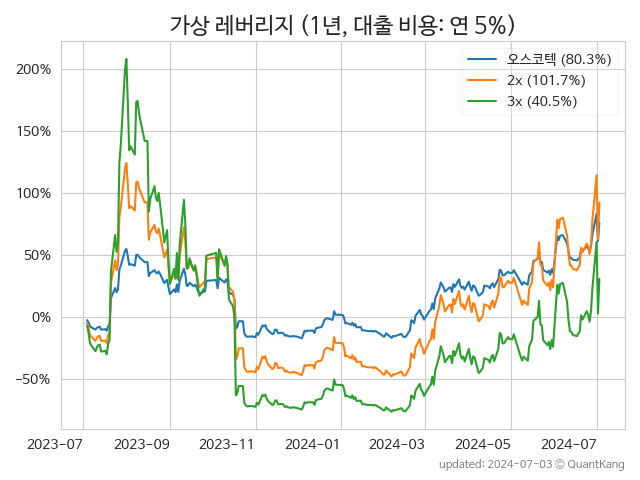 가상 레버리지 (1년, 대출 비용: 연 5%)
오스코텍 (80.3%)
2x (101.7%)
3x (40.5%)
200%
150%
100%
50%
0%
−50%
2023-07 2023-09 2023-11 2024-01 2024-03 2024-05 2024-07
updated: 2024-07-03 © QuantKang